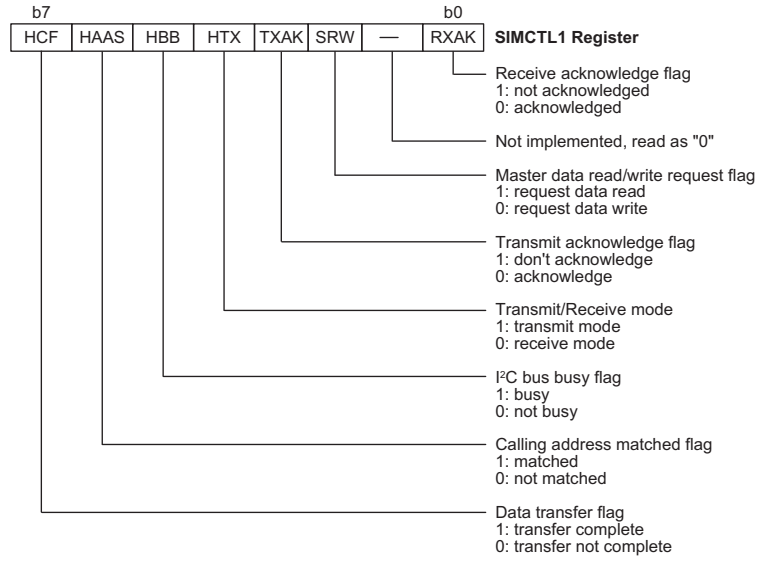 b7 b0
HCF HAAS HBB HTX TXAK SRW — RXAK SIMCTL1 Register
Receive acknowledge flag
1: not acknowledged
0: acknowledged
Not implemented, read as "0"
Master data read/write request flag
1: request data read
0: request data write
Transmit acknowledge flag
1: don't acknowledge
0: acknowledge
Transmit/Receive mode
1: transmit mode
0: receive mode
I²C bus busy flag
1: busy
0: not busy
Calling address matched flag
1: matched
0: not matched
Data transfer flag
1: transfer complete
0: transfer not complete